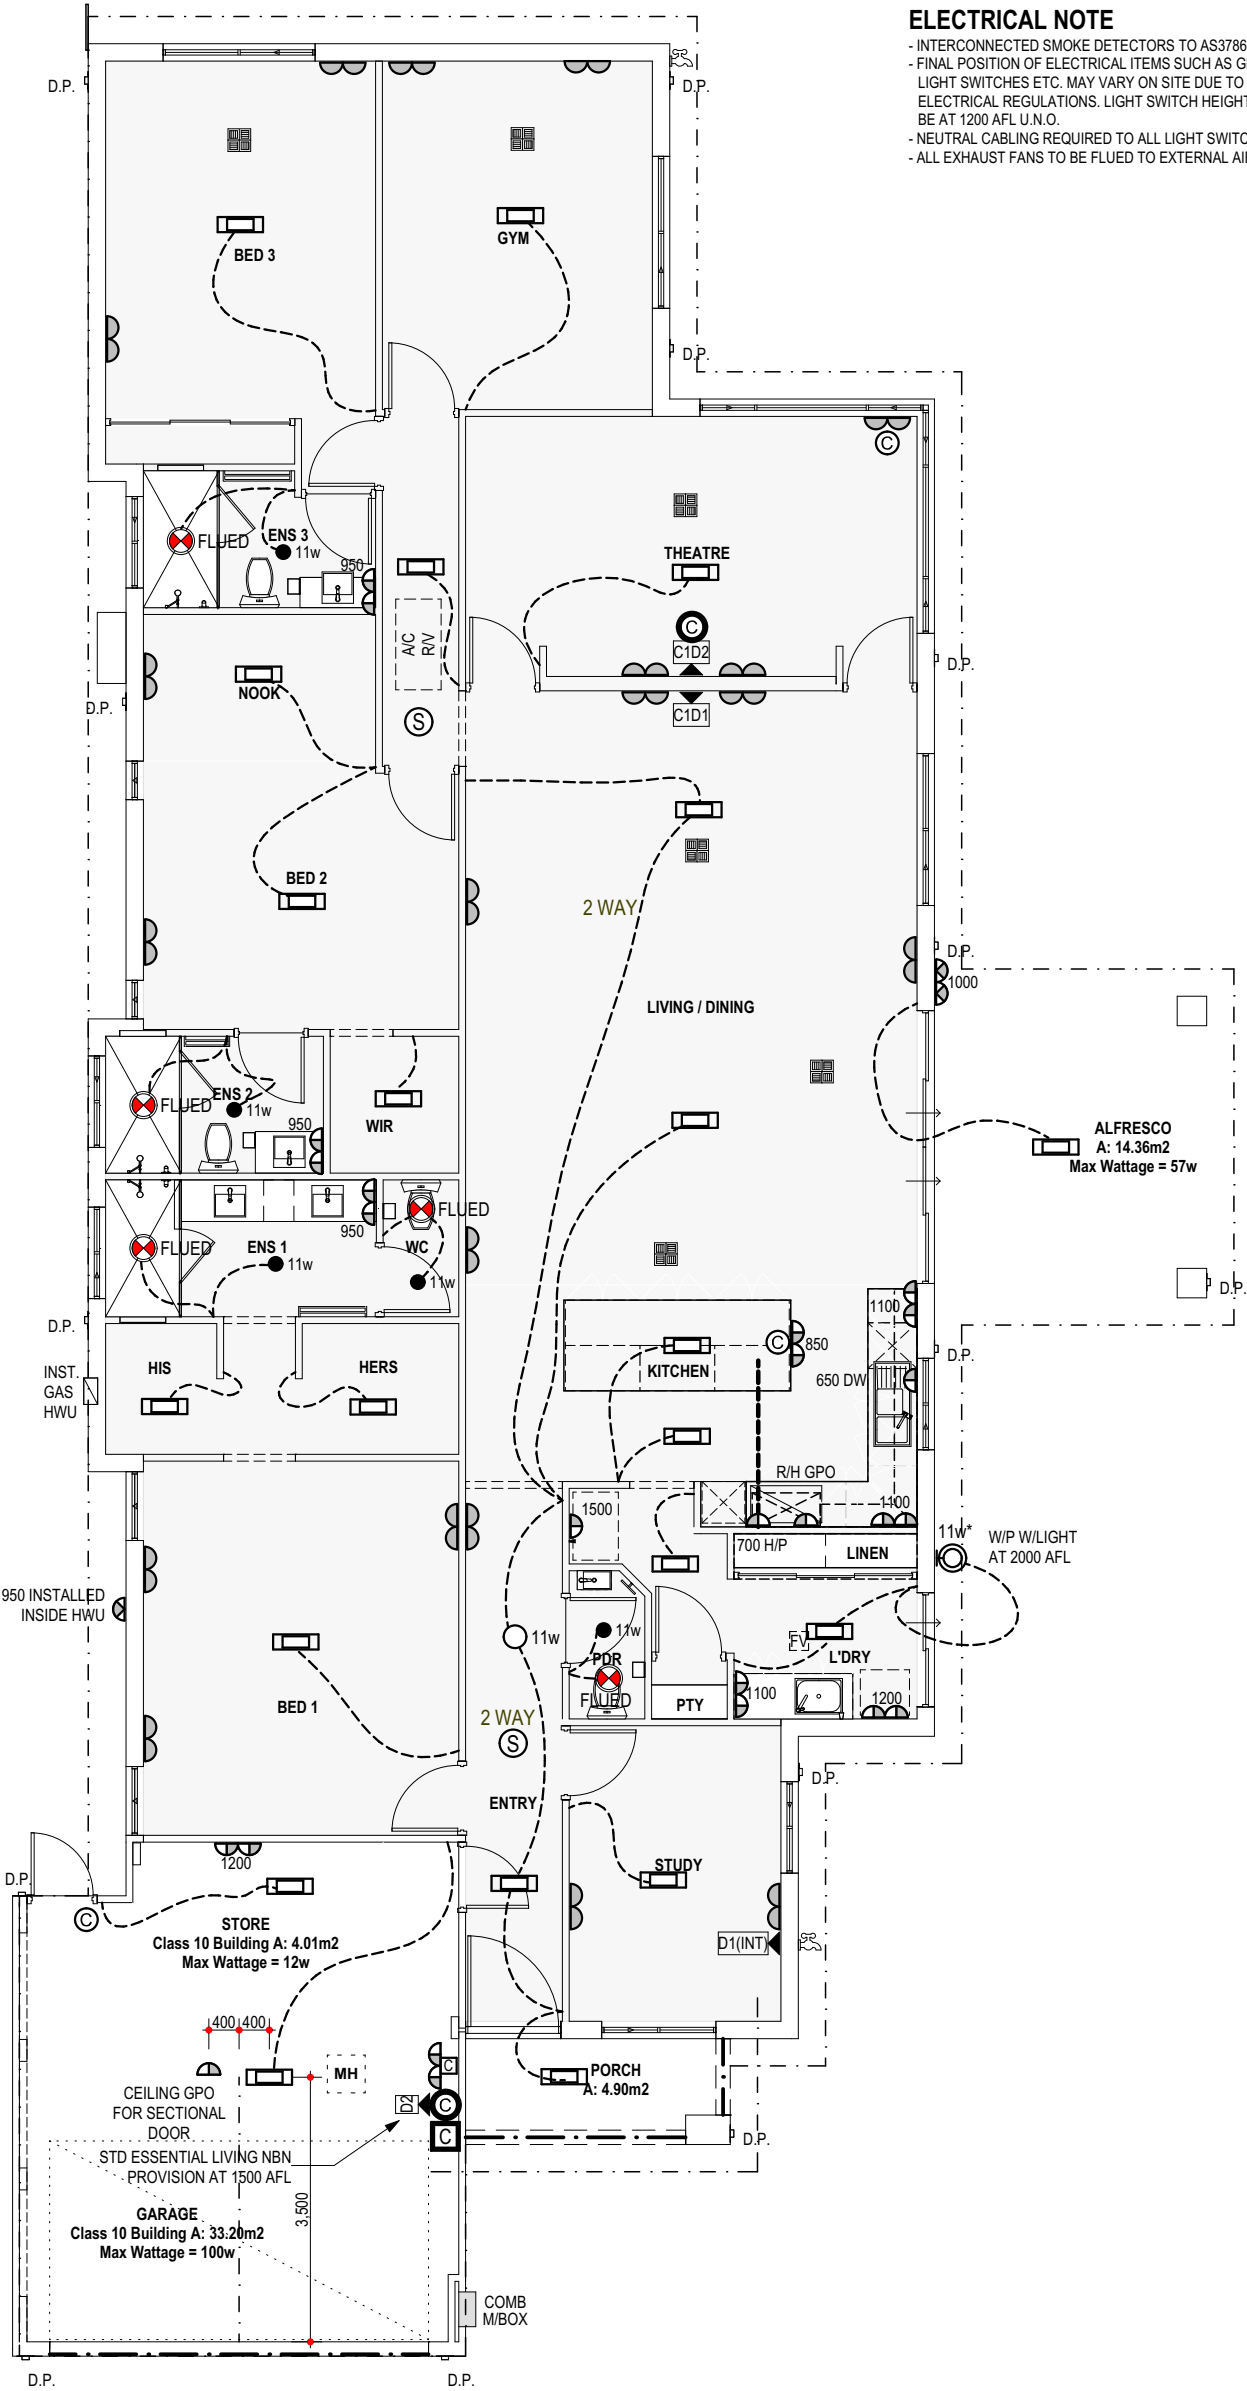 ELECTRICAL NOTE
- INTERCONNECTED SMOKE DETECTORS TO AS3786
- FINAL POSITION OF ELECTRICAL ITEMS SUCH AS
LIGHT SWITCHES ETC. MAY VARY ON SITE DUE TO
ELECTRICAL REGULATIONS. LIGHT SWITCH HEIGHT
BE AT 1200 AFL U.N.O.
- NEUTRAL CABLING REQUIRED TO ALL LIGHT
- ALL EXHAUST FANS TO BE FLUED TO EXTERNAL
D.P.
D.P.
BED 3
GYM
D.P.
C
FLUED
ENS 3
11w
950
THEATRE
A/C
R/V
C
C1D2
C1D1
D.P.
NOOK
D.P.
S
BED 2
2 WAY
D.P.
1000
LIVING / DINING
FLUED
ENS 2
11w
950
WIR
ALFRESCO
A: 14.36m2
Max Wattage = 57w
FLUED
ENS 1
11w
950
FLUED
WC
11w
D.P.
D.P.
1100
D.P.
INST.
GAS
HWU
HIS
HERS
KITCHEN
C
850
650 DW
D.P.
R/H GPO
1500
1100
700 H/P
LINEN
11w*
W/P W/LIGHT
AT 2000 AFL
950 INSTALLED
INSIDE HWU
11w
11w
PDR
FLUED
FV
L'DRY
PTY
1100
1200
BED 1
2 WAY
S
D.P.
ENTRY
1200
STUDY
D.P.
C
STORE
Class 10 Building A: 4.01m2
Max Wattage = 12w
D1(INT)
400
400
MH
C
PORCH
A: 4.90m2
CEILING GPO
FOR SECTIONAL
DOOR
D2
C
C
D.P.
STD ESSENTIAL LIVING NBN
PROVISION AT 1500 AFL
3,500
GARAGE
Class 10 Building A: 33.20m2
Max Wattage = 100w
COMB
M/BOX
D.P.
D.P.